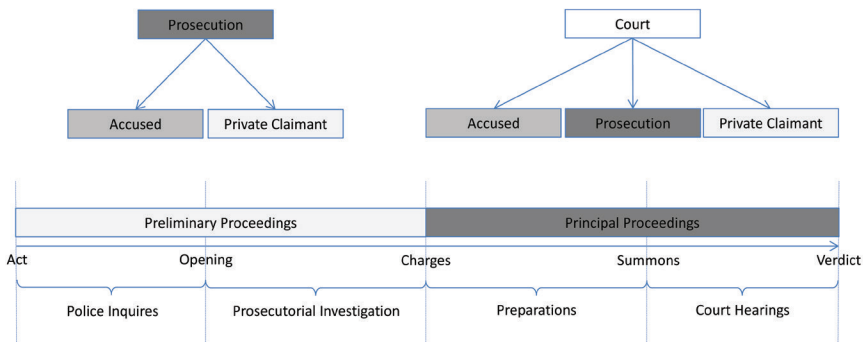 Prosecution
Court
Accused
Private Claimant
Accused
Prosecution
Private Claimant
Preliminary Proceedings
Principal Proceedings
Act
Opening
Charges
Summons
Verdict
Police Inquires
Prosecutorial Investigation
Preparations
Court Hearings